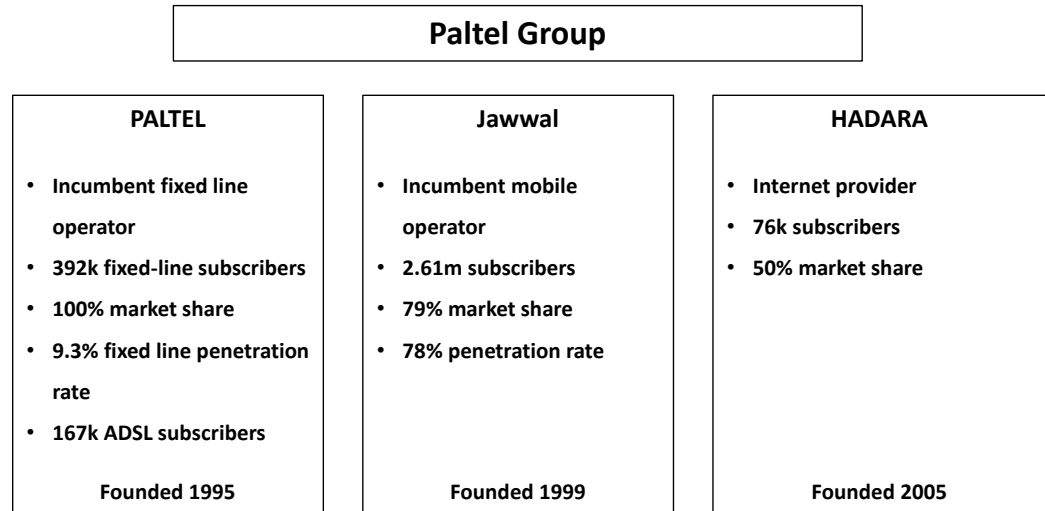 Paltel Group
PALTEL
• Incumbent fixed line
operator
• 392k fixed-line subscribers
• 100% market share
• 9.3% fixed line penetration
rate
• 167k ADSL subscribers
Founded 1995
Jawwal
• Incumbent mobile
operator
• 2.61m subscribers
• 79% market share
• 78% penetration rate
Founded 1999
HADARA
• Internet provider
• 76k subscribers
• 50% market share
Founded 2005